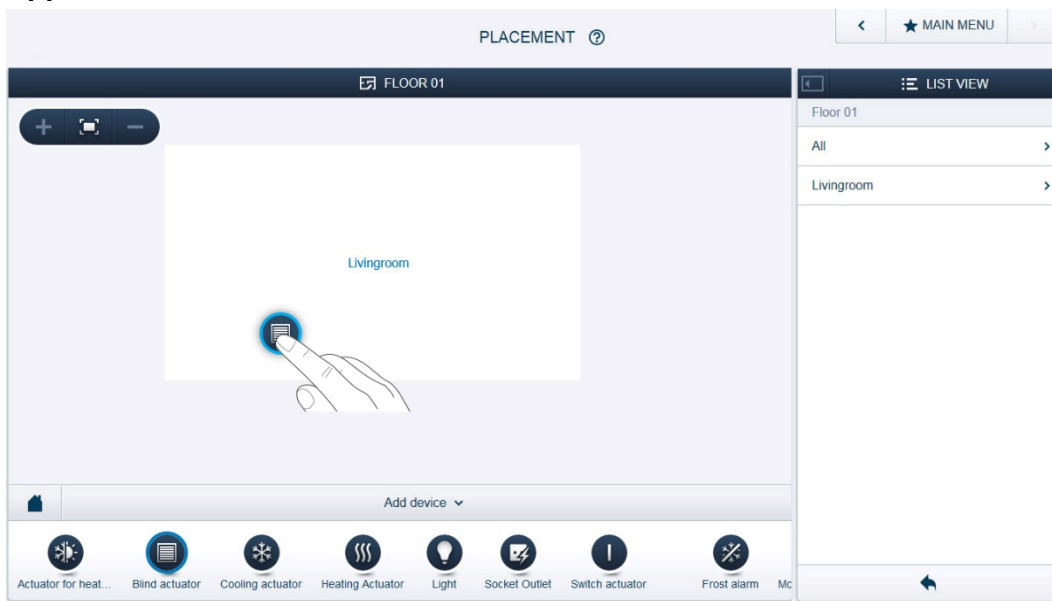 PLACEMENT ?
MAIN MENU
FLOOR 01
LIST VIEW
Floor 01
All
Livingroom
Livingroom
Add device
Actuator for heat...
Blind actuator
Cooling actuator
Heating Actuator
Light
Socket Outlet
Switch actuator
Frost alarm